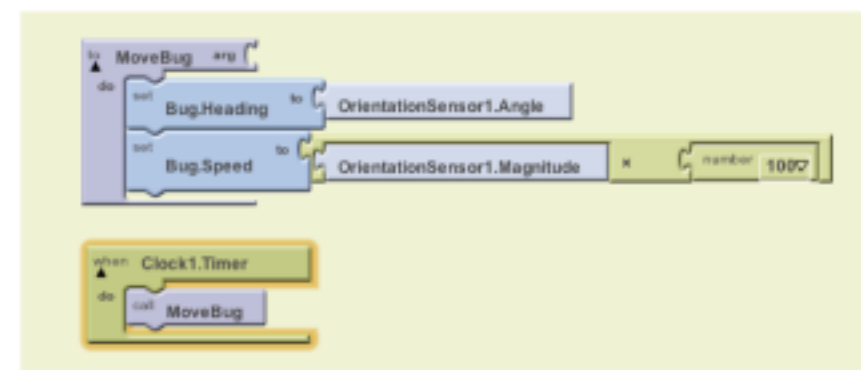 to MoveBug arg
do
set Bug.Heading to OrientationSensor1.Angle
set Bug.Speed to OrientationSensor1.Magnitude × number 100
when Clock1.Timer
do
call MoveBug